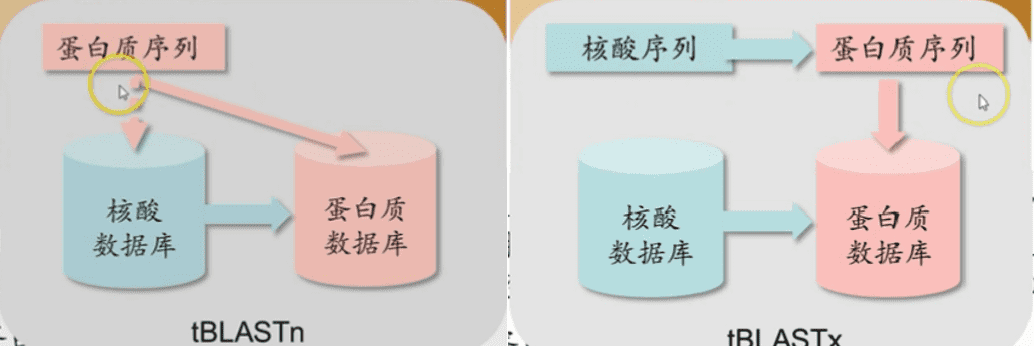 蛋白质序列
核酸
数据库
蛋白质
数据库
tBLASTn
核酸序列
蛋白质序列
核酸
数据库
蛋白质
数据库
tBLASTx